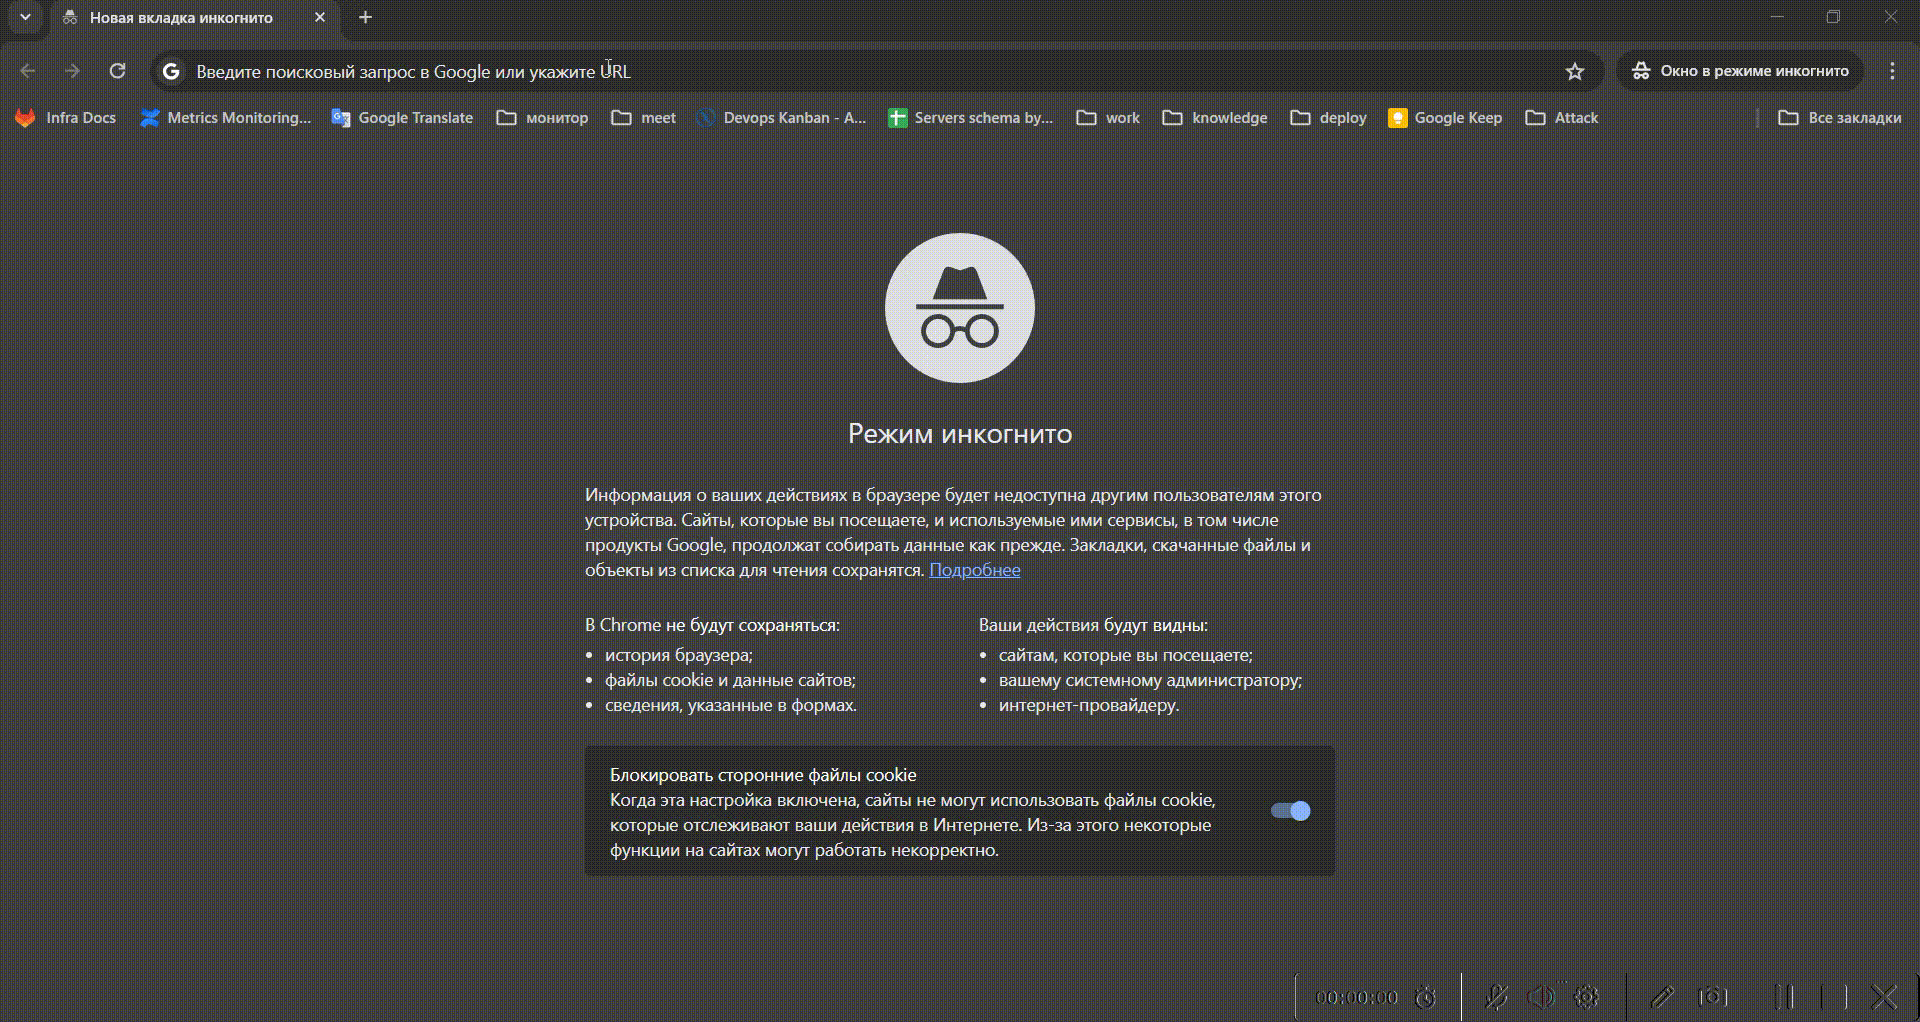 Новая вкладка инкогнито
Введите поисковый запрос в Google или укажите URL
Окно в режиме инкогнито
Infra Docs
Metrics Monitoring...
Google Translate
монитор
meet
Devops Kanban - A...
Servers schema by...
work
knowledge
deploy
Google Keep
Attack
Все закладки
Режим инкогнито
Информация о ваших действиях в браузере будет недоступна другим пользователям этого
устройства. Сайты, которые вы посещаете, и используемые ими сервисы, в том числе
продукты Google, продолжат собирать данные как прежде. Закладки, скачанные файлы и
объекты из списка для чтения сохранятся. Подробнее
В Chrome не будут сохраняться:
• история браузера;
• файлы cookie и данные сайтов;
• сведения, указанные в формах.
Ваши действия будут видны:
• сайтам, которые вы посещаете;
• вашему системному администратору;
• интернет-провайдеру.
Блокировать сторонние файлы cookie
Когда эта настройка включена, сайты не могут использовать файлы cookie,
которые отслеживают ваши действия в Интернете. Из-за этого некоторые
функции на сайтах могут работать некорректно.
00:00:00